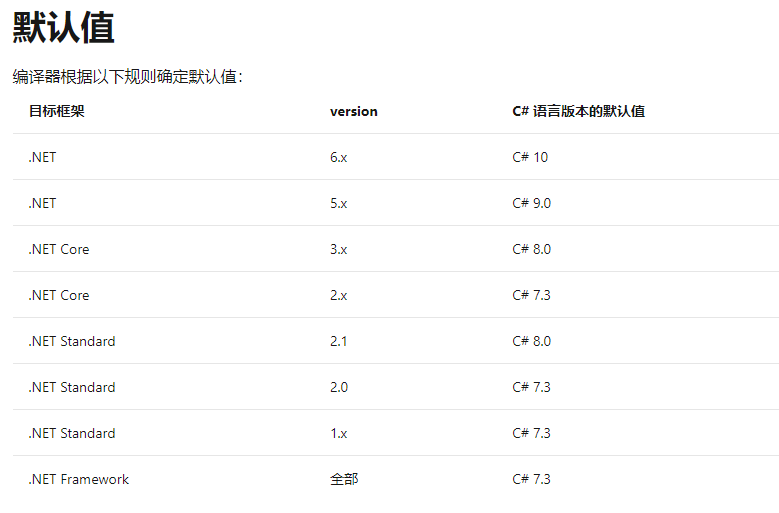 默认值
编译器根据以下规则确定默认值：
目标框架 version C# 语言版本的默认值
.NET 6.x C# 10
.NET 5.x C# 9.0
.NET Core 3.x C# 8.0
.NET Core 2.x C# 7.3
.NET Standard 2.1 C# 8.0
.NET Standard 2.0 C# 7.3
.NET Standard 1.x C# 7.3
.NET Framework 全部 C# 7.3